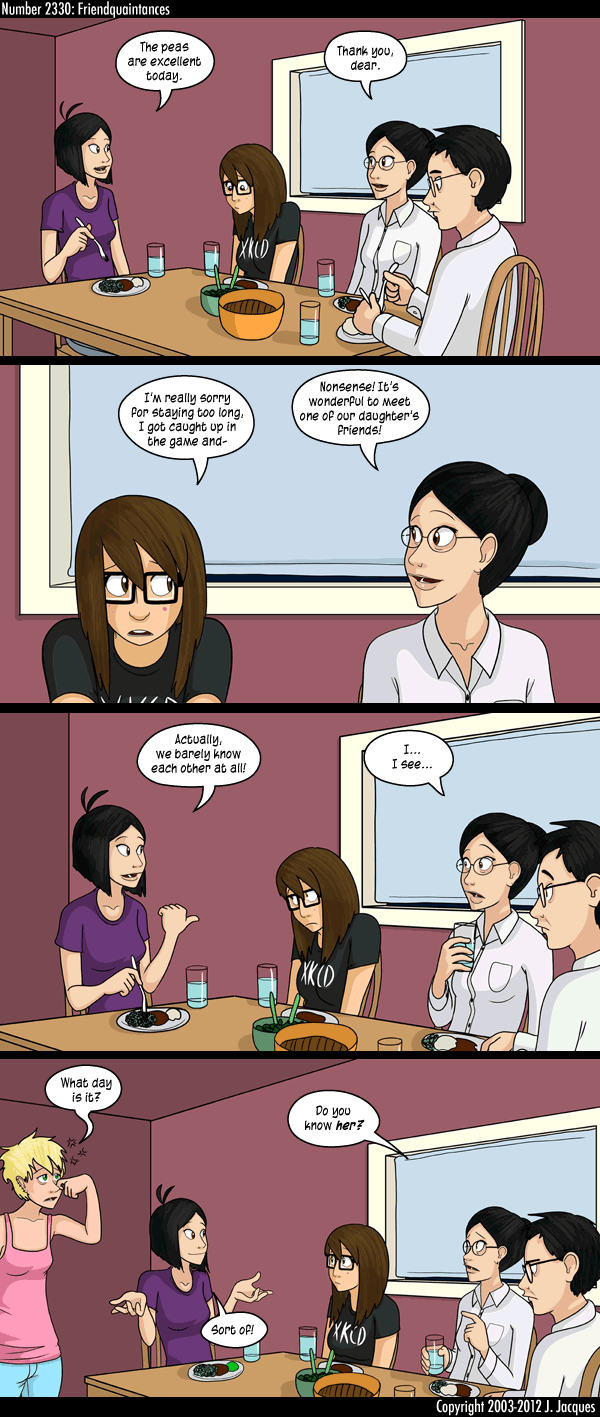 Number 2330: Friendquaintances
The peas
are excellent
today.
Thank you,
dear.
XKCD
I'm really sorry
for staying too long,
I got caught up in
the game and-
Nonsense! It's
wonderful to meet
one of our daughter's
friends!
XKCD
Actually,
we barely know
each other at all!
I...
I see...
XKCD
What day
is it?
Do you
know her?
Sort of!
XKCD
Copyright 2003-2012 J. Jacques